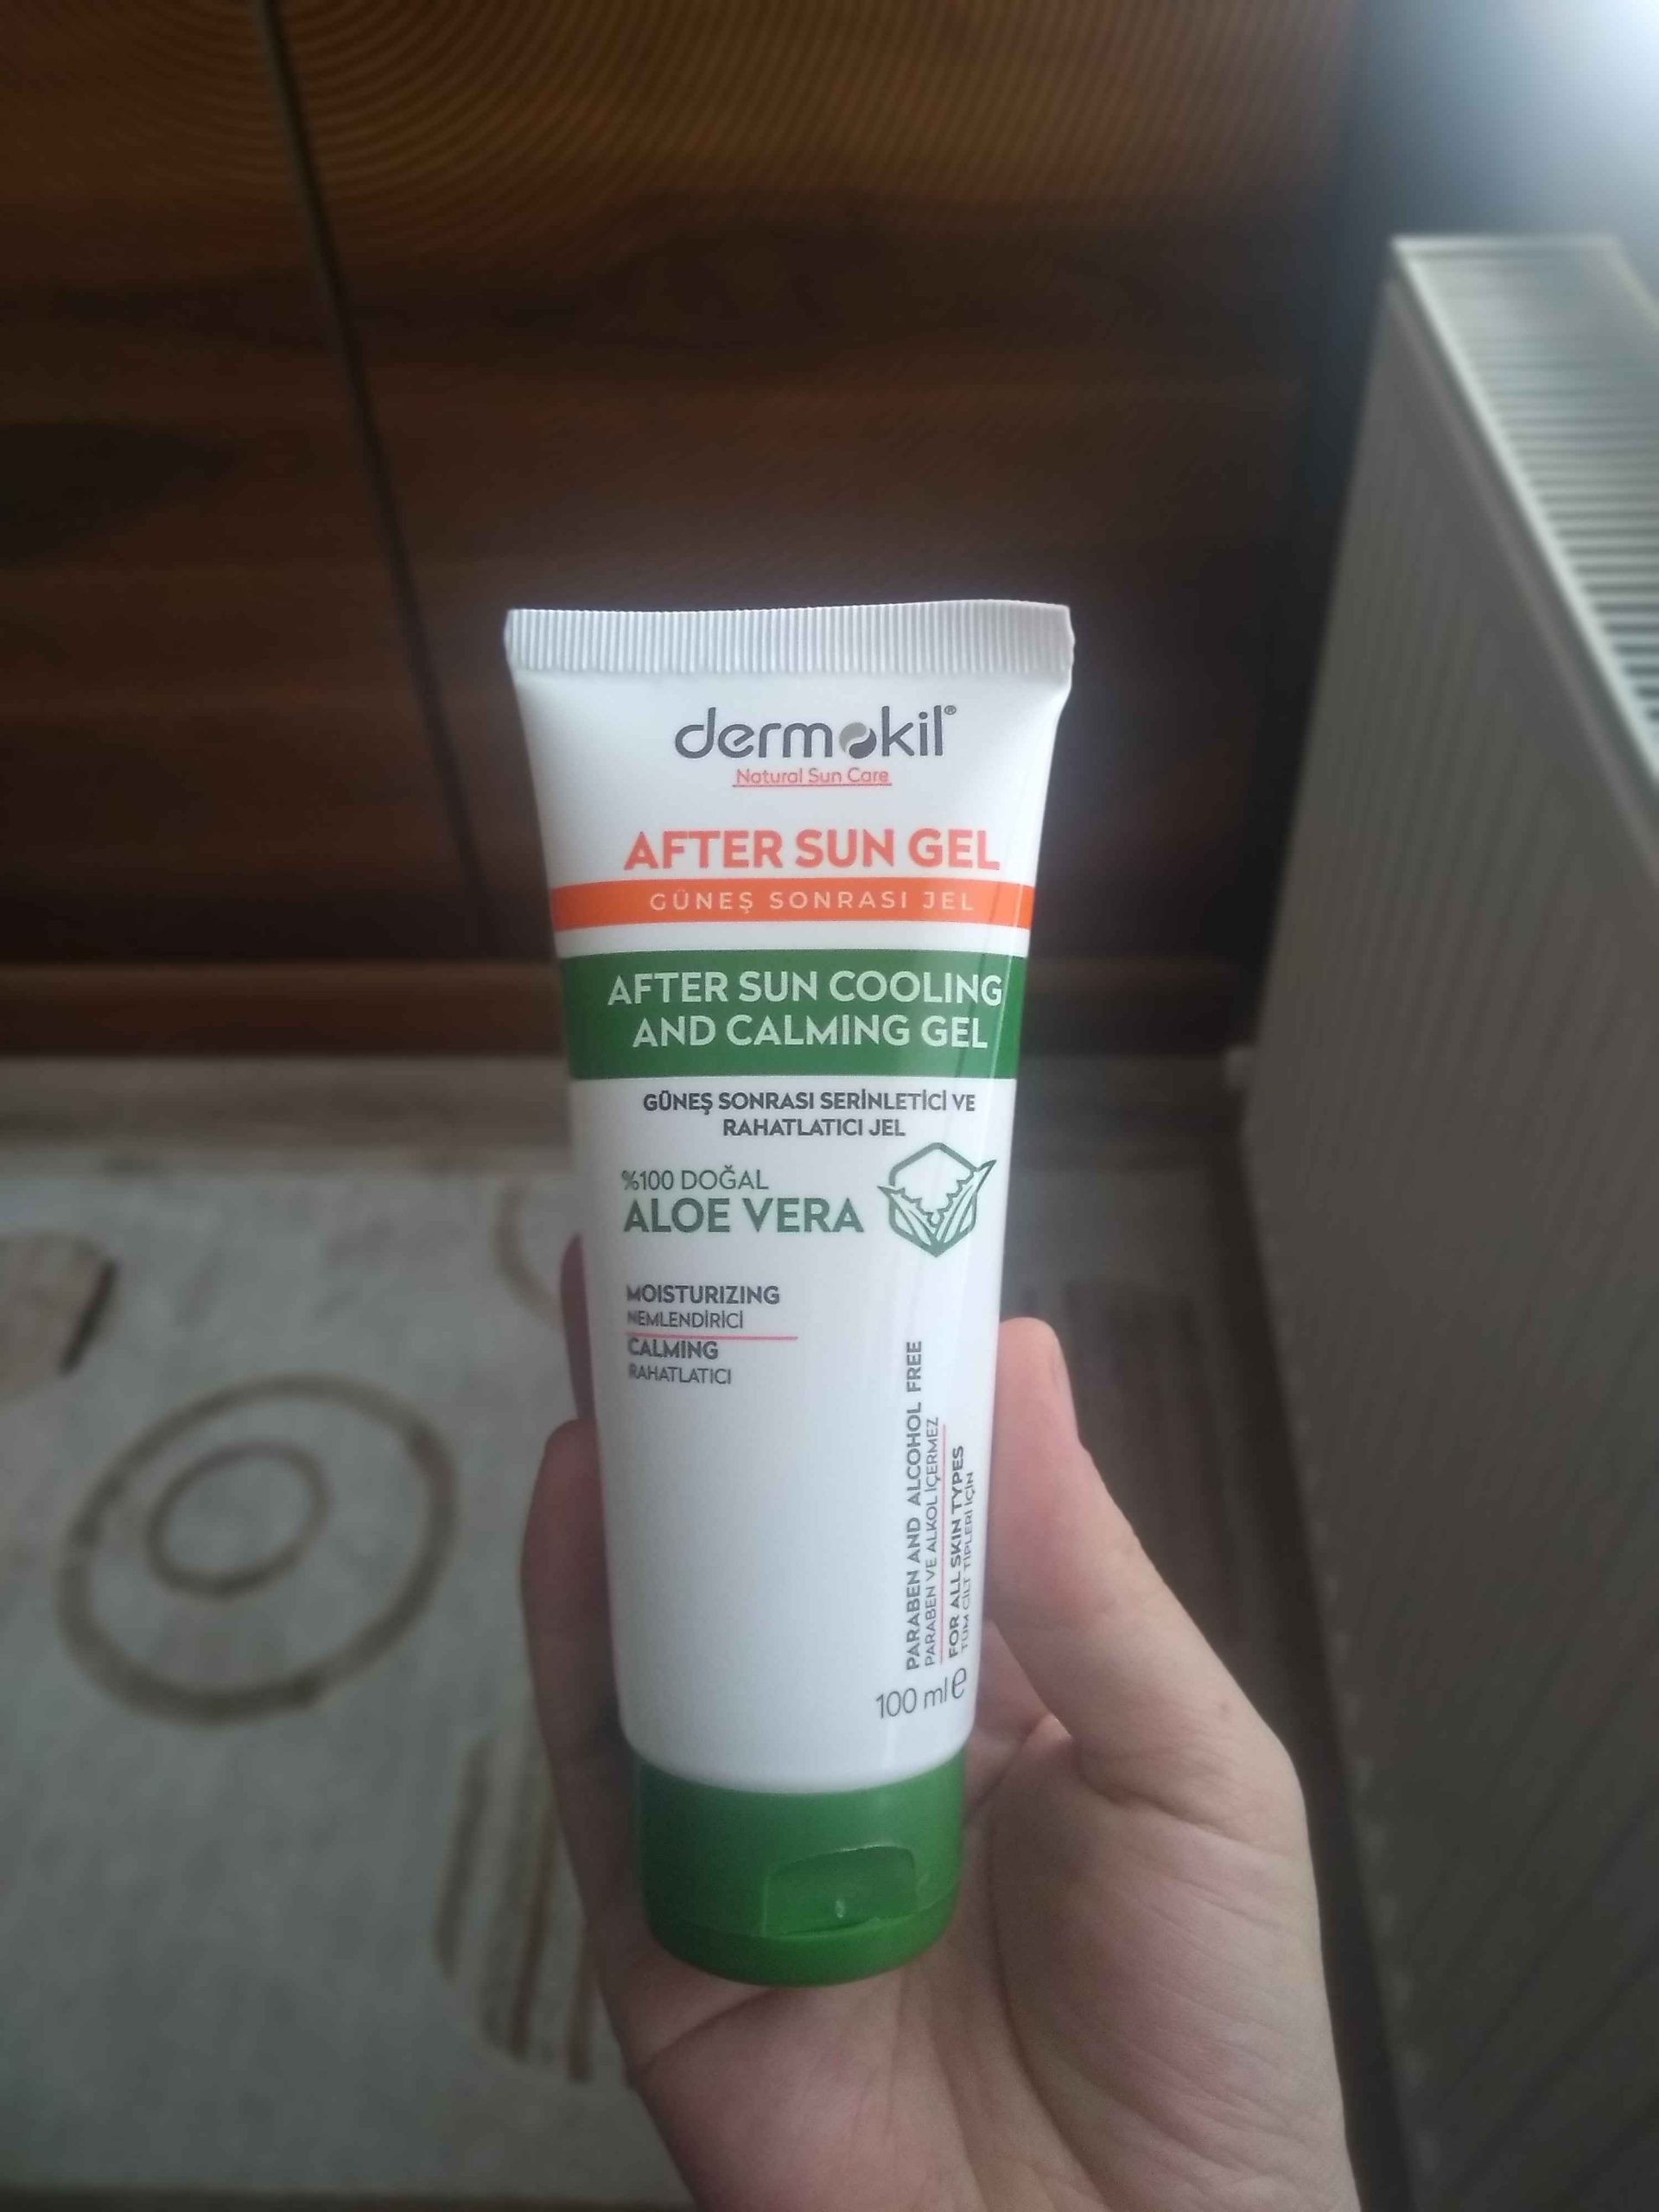 dermokil®
Natural Sun Care
AFTER SUN GEL
GÜNEŞ SONRASI JEL
AFTER SUN COOLING
AND CALMING GEL
GÜNEŞ SONRASI SERİNLETİCİ VE
RAHATLATICI JEL
%100 DOĞAL
ALOE VERA
MOISTURIZING
NEMLENDİRİCİ
CALMING
RAHATLATICI
PARABEN AND ALCOHOL FREE
PARABEN VE ALKOL İÇERMEZ
FOR ALL SKIN TYPES
TÜM CİLT TİPLERİ İÇİN
100 ml e